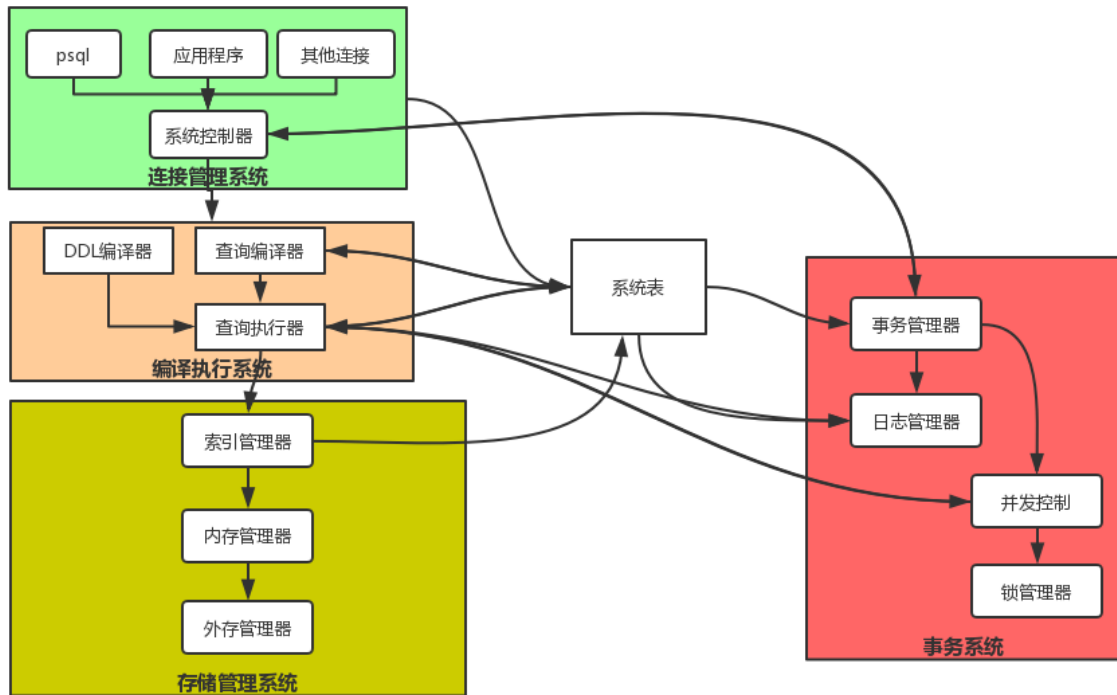 psql
应用程序
其他连接
系统控制器
连接管理系统
DDL编译器
查询编译器
查询执行器
编译执行系统
系统表
事务管理器
日志管理器
并发控制
锁管理器
事务系统
索引管理器
内存管理器
外存管理器
存储管理系统